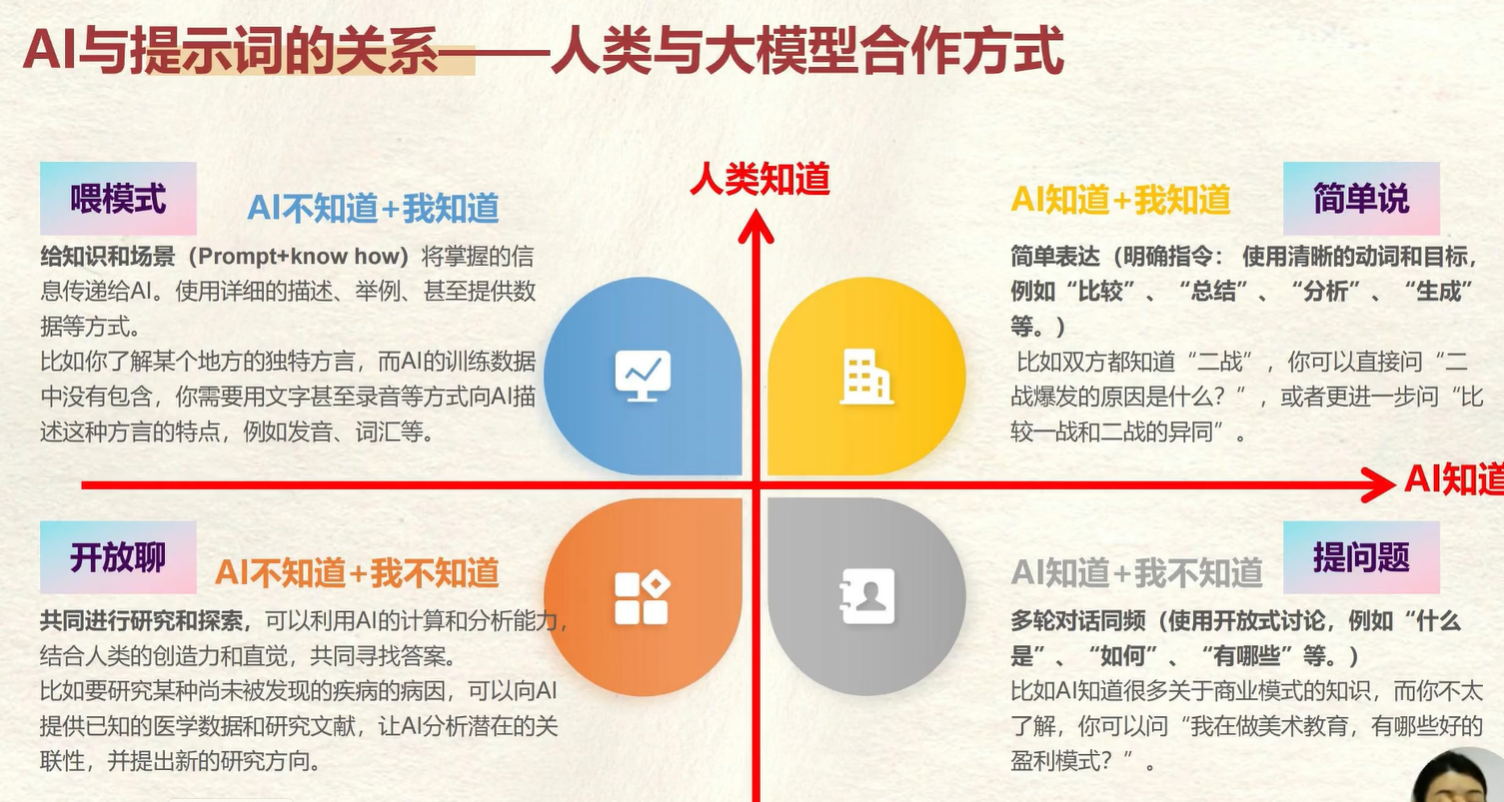 AI与提示词的关系——人类与大模型合作方式
人类知道
喂模式
AI不知道+我知道
给知识和场景（Prompt+know how）将掌握的信
息传递给AI。使用详细的描述、举例、甚至提供数
据等方式。
比如你了解某个地方的独特方言，而AI的训练数据
中没有包含，你需要用文字甚至录音等方式向AI描
述这种方言的特点，例如发音、词汇等。
AI知道+我知道
简单说
简单表达（明确指令： 使用清晰的动词和目标，
例如“比较”、“总结”、“分析”、“生成”
等。）
比如双方都知道“二战”，你可以直接问“二
战爆发的原因是什么？”，或者更进一步问“比
较一战和二战的异同”。
AI知道
开放聊
AI不知道+我不知道
共同进行研究和探索，可以利用AI的计算和分析能力，
结合人类的创造力和直觉，共同寻找答案。
比如要研究某种尚未被发现的疾病的病因，可以向AI
提供已知的医学数据和研究文献，让AI分析潜在的关
联性，并提出新的研究方向。
AI知道+我不知道
提问题
多轮对话同频（使用开放式讨论，例如“什么
是”、“如何”、“有哪些”等。）
比如AI知道很多关于商业模式的知识，而你不太
了解，你可以问“我在做美术教育，有哪些好的
盈利模式？”。